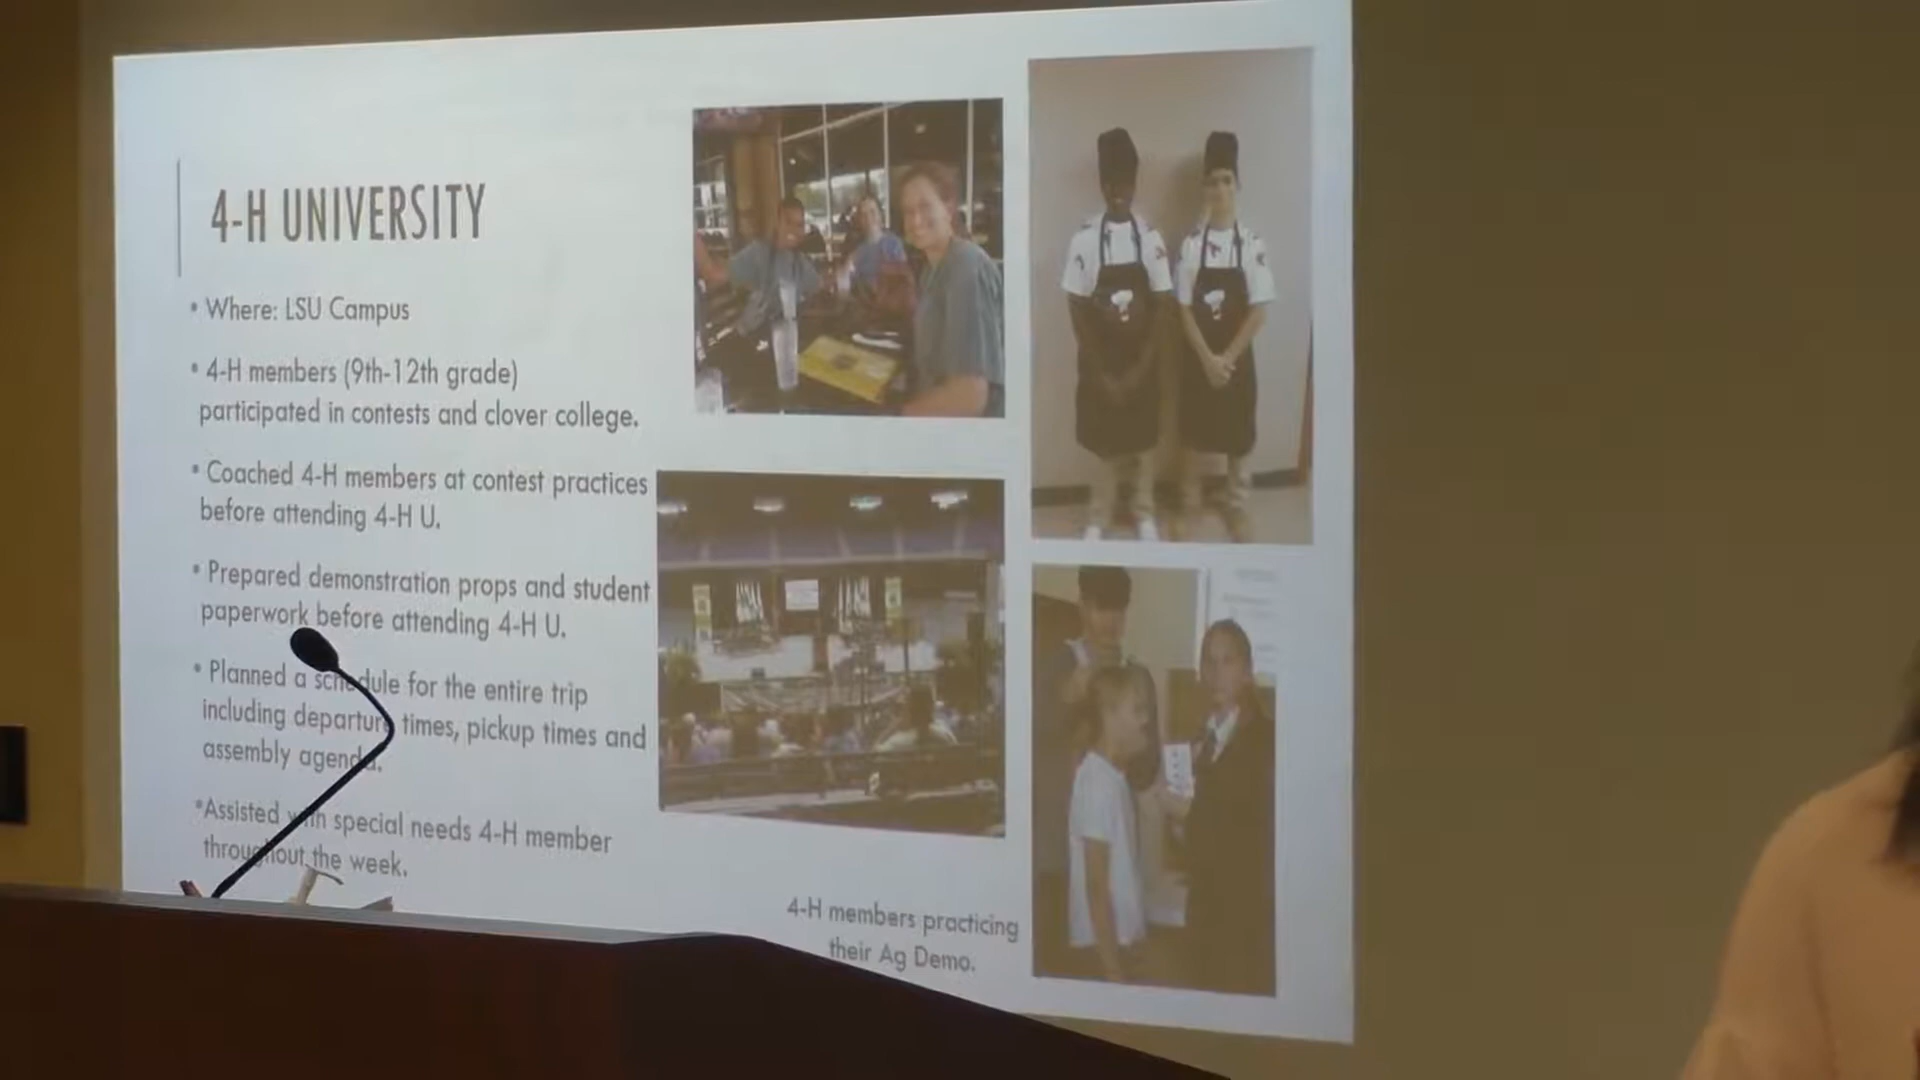 4-H UNIVERSITY
• Where: LSU Campus
• 4-H members (9th-12th grade)
participated in contests and clover college.
• Coached 4-H members at contest practices
before attending 4-H U.
• Prepared demonstration props and student
paperwork before attending 4-H U.
• Planned a schedule for the entire trip
including departure times, pickup times and
assembly agenda.
•Assisted with special needs 4-H member
throughout the week.
4-H members practicing
their Ag Demo.